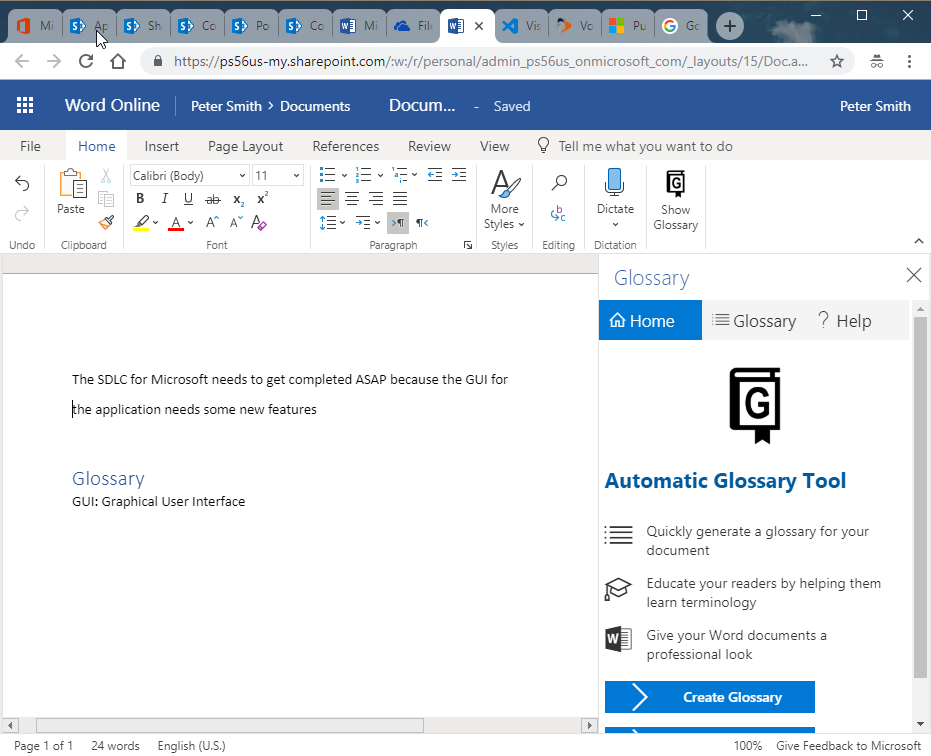 Mi Ap Sh Co Po Co Mi File Vis Vo Pu Go
https://ps56us-my.sharepoint.com/:w:/r/personal/admin_ps56us_onmicrosoft_com/_layouts/15/Doc.a...
Word Online Peter Smith > Documents Docum... - Saved Peter Smith
File Home Insert Page Layout References Review View Tell me what you want to do
Calibri (Body) 11
Paste
B I U ab x₂ x²
More Styles
Dictate
Show Glossary
Undo Clipboard Font Paragraph Styles Editing Dictation
Glossary
Home Glossary ? Help
The SDLC for Microsoft needs to get completed ASAP because the GUI for
the application needs some new features
Glossary
GUI: Graphical User Interface
G
Automatic Glossary Tool
Quickly generate a glossary for your
document
Educate your readers by helping them
learn terminology
Give your Word documents a
professional look
Create Glossary
Page 1 of 1 24 words English (U.S.) 100% Give Feedback to Microsoft